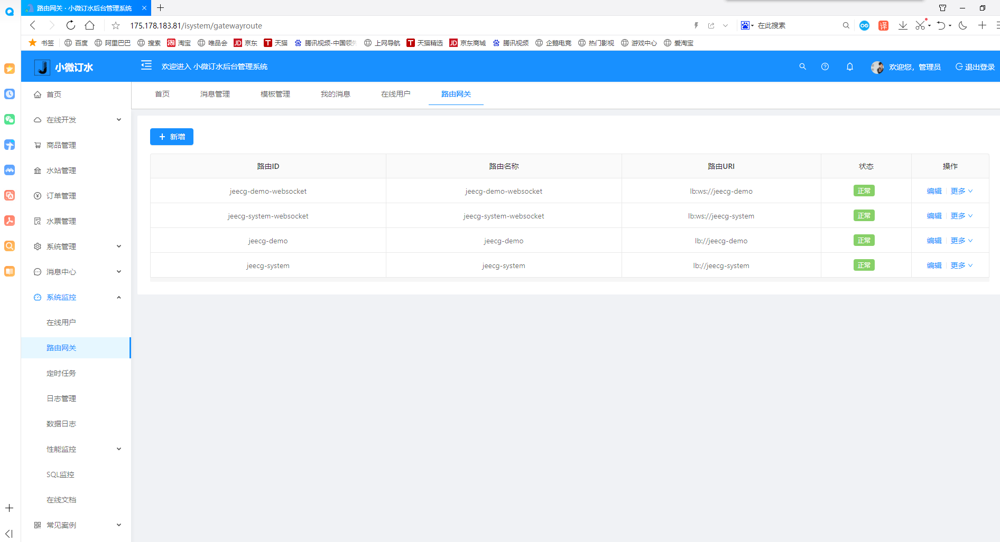 路由网关 - 小微订水后台管理系统
175.178.183.81/isystem/gatewayroute
在此搜索
译
书签 百度 阿里巴巴 搜索 淘 淘宝 唯品会 JD 京东 T 天猫 腾讯视频-中国领先 上网导航 T 天猫精选 JD 京东商城 腾讯视频 企鹅电竞 热门影视 游戏中心 爱淘宝
小微订水
欢迎进入 小微订水后台管理系统
欢迎您，管理员
退出登录
首页
在线开发
商品管理
水站管理
订单管理
水票管理
系统管理
消息中心
系统监控
在线用户
路由网关
定时任务
日志管理
数据日志
性能监控
SQL监控
在线文档
常见案例
首页 消息管理 模板管理 我的消息 在线用户 路由网关
新增
路由ID 路由名称 路由URI 状态 操作
jeecg-demo-websocket jeecg-demo-websocket lb:ws://jeecg-demo 正常 编辑 更多
jeecg-system-websocket jeecg-system-websocket lb:ws://jeecg-system 正常 编辑 更多
jeecg-demo jeecg-demo lb://jeecg-demo 正常 编辑 更多
jeecg-system jeecg-system lb://jeecg-system 正常 编辑 更多